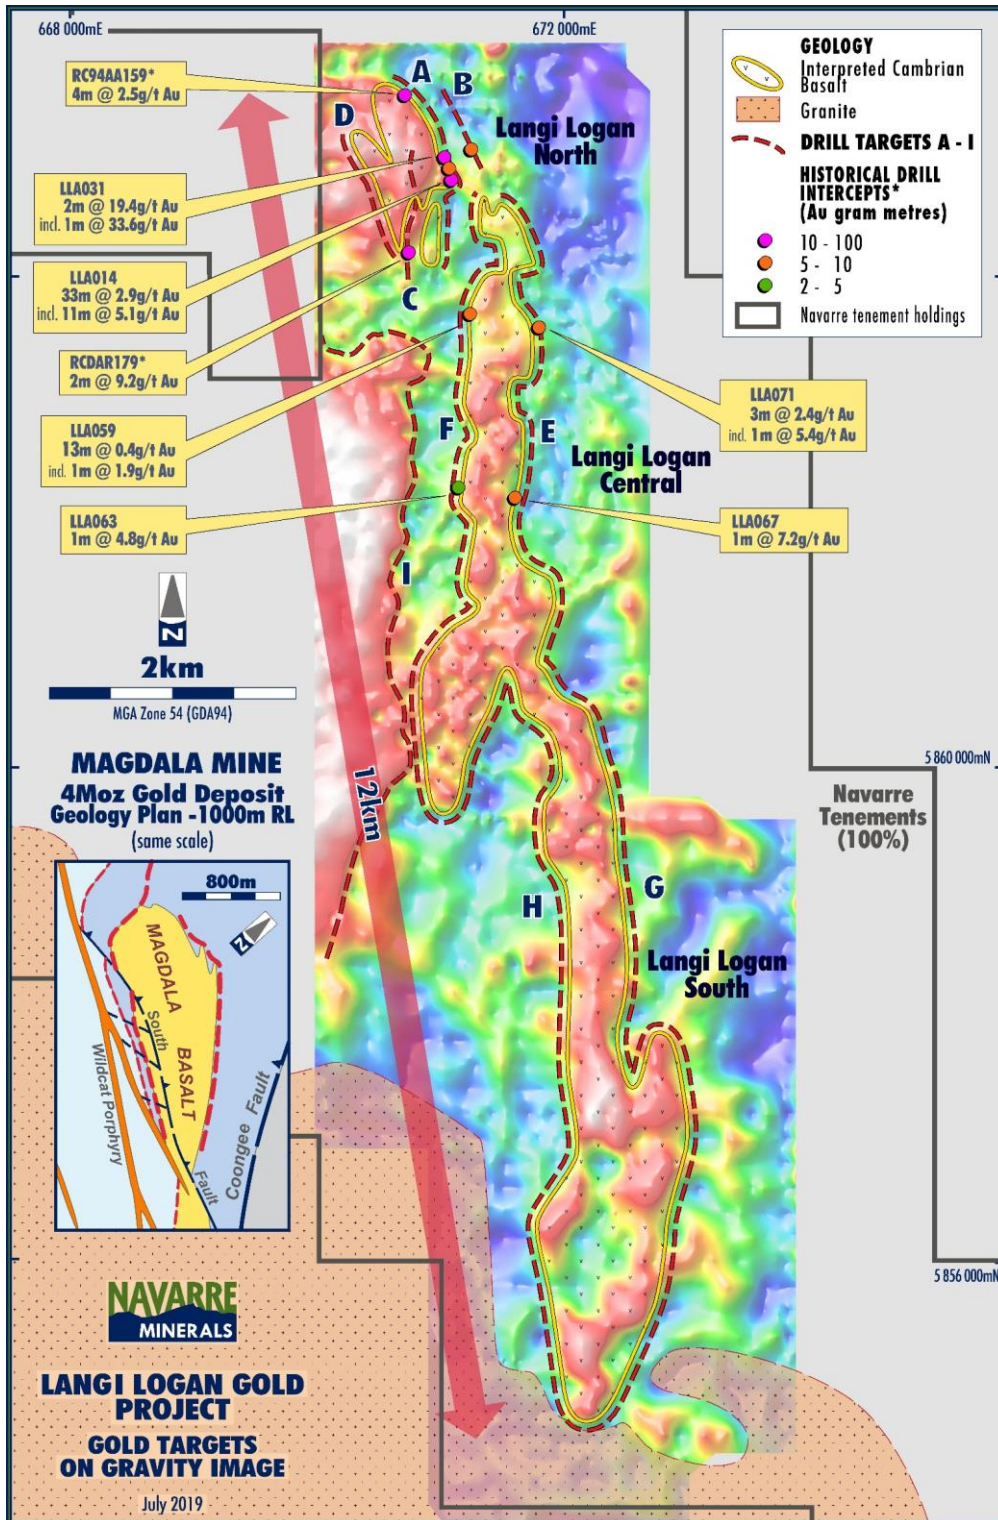 668 000mE
672 000mE
RC94AA159*
4m @ 2.5g/t Au
LLA031
2m @ 19.4g/t Au
incl. 1m @ 33.6g/t Au
LLA014
33m @ 2.9g/t Au
incl. 11m @ 5.1g/t Au
RCDAR179*
2m @ 9.2g/t Au
LLA059
13m @ 0.4g/t Au
incl. 1m @ 1.9g/t Au
LLA063
1m @ 4.8g/t Au
A
B
D
C
F
E
I
H
G
Langi Logan
North
Langi Logan
Central
Langi Logan
South
GEOLOGY
Interpreted Cambrian
Basalt
Granite
DRILL TARGETS A - I
HISTORICAL DRILL
INTERCEPTS*
(Au gram metres)
10 - 100
5 - 10
2 - 5
Navarre tenement holdings
LLA071
3m @ 2.4g/t Au
incl. 1m @ 5.4g/t Au
LLA067
1m @ 7.2g/t Au
N
2km
MGA Zone 54 (GDA94)
12km
5 860 000mN
Navarre
Tenements
(100%)
5 856 000mN
MAGDALA MINE
4Moz Gold Deposit
Geology Plan -1000m RL
(same scale)
800m
N
MAGDALA
BASALT
South
Fault
Wildcat Porphyry
Coongee Fault
NAVARRE
MINERALS
LANGI LOGAN GOLD
PROJECT
GOLD TARGETS
ON GRAVITY IMAGE
July 2019